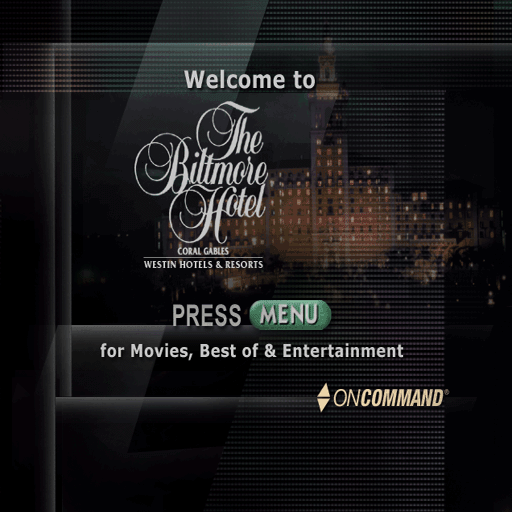 Welcome to
The
Biltmore
Hotel
CORAL GABLES
WESTIN HOTELS & RESORTS
PRESS MENU
for Movies, Best of & Entertainment
ONCOMMAND®